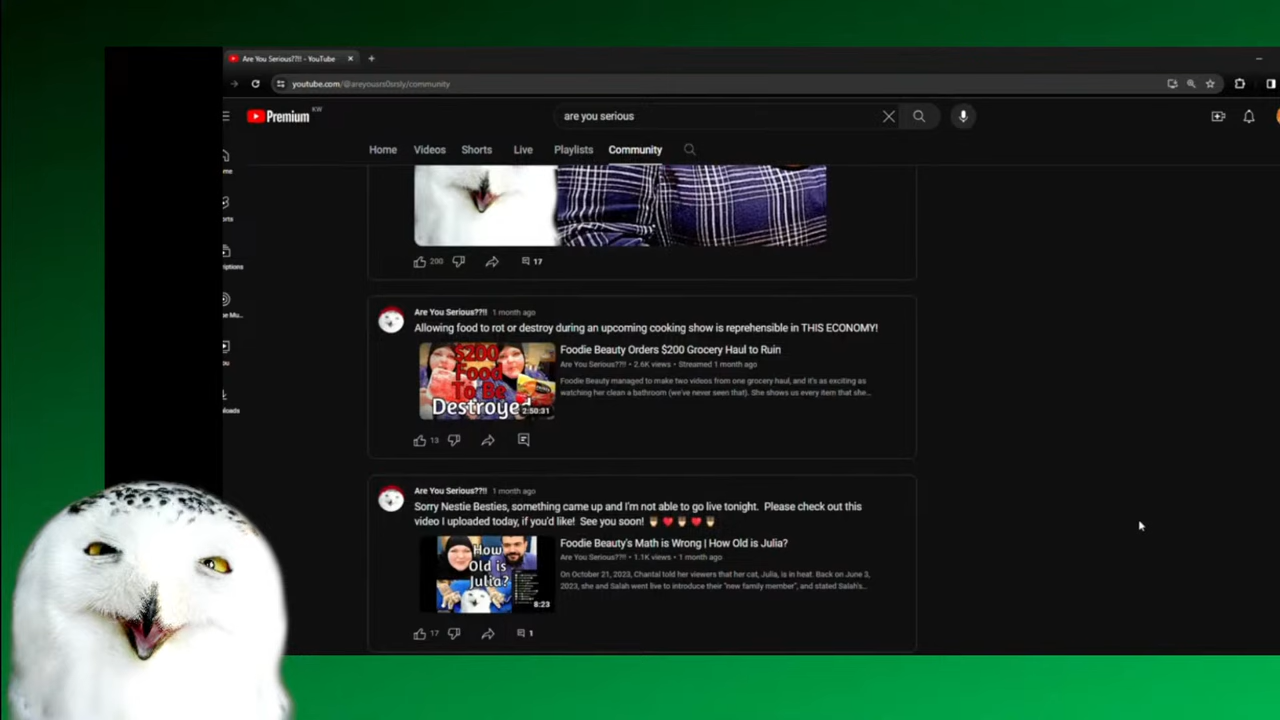 Are You Serious??!! - YouTube
youtube.com/@areyousrs0srsly/community
Premium KW
are you serious
Home Videos Shorts Live Playlists Community
ome
orts
iptions
e Mu...
ou
loads
200 17
Are You Serious??!! 1 month ago
Allowing food to rot or destroy during an upcoming cooking show is reprehensible in THIS ECONOMY!
$200
Food
To Be
Destroyed
2:50:31
Foodie Beauty Orders $200 Grocery Haul to Ruin
Are You Serious??!! • 2.6K views • Streamed 1 month ago
Foodie Beauty managed to make two videos from one grocery haul, and it's as exciting as
watching her clean a bathroom (we've never seen that). She shows us every item that she...
13
Are You Serious??!! 1 month ago
Sorry Nestie Besties, something came up and I'm not able to go live tonight. Please check out this
video I uploaded today, if you'd like! See you soon!
How
Old is
Julia?
8:23
Foodie Beauty's Math is Wrong | How Old is Julia?
Are You Serious??!! • 1.1K views • 1 month ago
On October 21, 2023, Chantal told her viewers that her cat, Julia, is in heat. Back on June 3,
2023, she and Salah went live to introduce their "new family member", and stated Salah's...
17 1